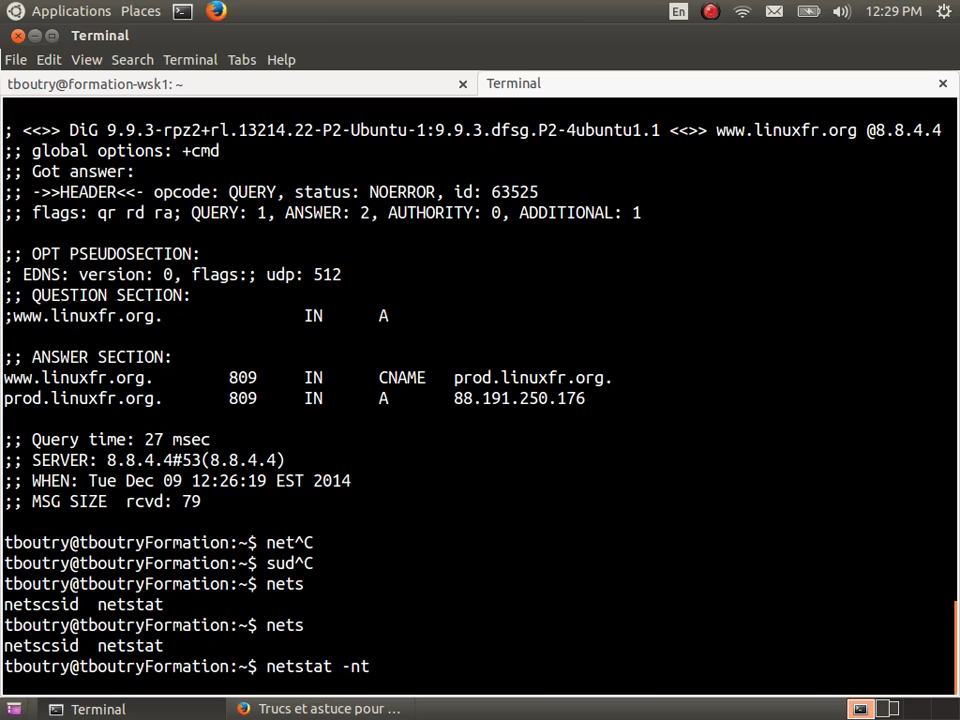 Applications Places En 12:29 PM
Terminal
File Edit View Search Terminal Tabs Help
tboutry@formation-wsk1: ~ Terminal
; <<>> DiG 9.9.3-rpz2+rl.13214.22-P2-Ubuntu-1:9.9.3.dfsg.P2-4ubuntu1.1 <<>> www.linuxfr.org @8.8.4.4
;; global options: +cmd
;; Got answer:
;; ->>HEADER<<- opcode: QUERY, status: NOERROR, id: 63525
;; flags: qr rd ra; QUERY: 1, ANSWER: 2, AUTHORITY: 0, ADDITIONAL: 1
;; OPT PSEUDOSECTION:
; EDNS: version: 0, flags:; udp: 512
;; QUESTION SECTION:
;www.linuxfr.org. IN A
;; ANSWER SECTION:
www.linuxfr.org. 809 IN CNAME prod.linuxfr.org.
prod.linuxfr.org. 809 IN A 88.191.250.176
;; Query time: 27 msec
;; SERVER: 8.8.4.4#53(8.8.4.4)
;; WHEN: Tue Dec 09 12:26:19 EST 2014
;; MSG SIZE rcvd: 79
tboutry@tboutryFormation:~$ net^C
tboutry@tboutryFormation:~$ sud^C
tboutry@tboutryFormation:~$ nets
netscsid netstat
tboutry@tboutryFormation:~$ nets
netscsid netstat
tboutry@tboutryFormation:~$ netstat -nt
Terminal Trucs et astuce pour ...